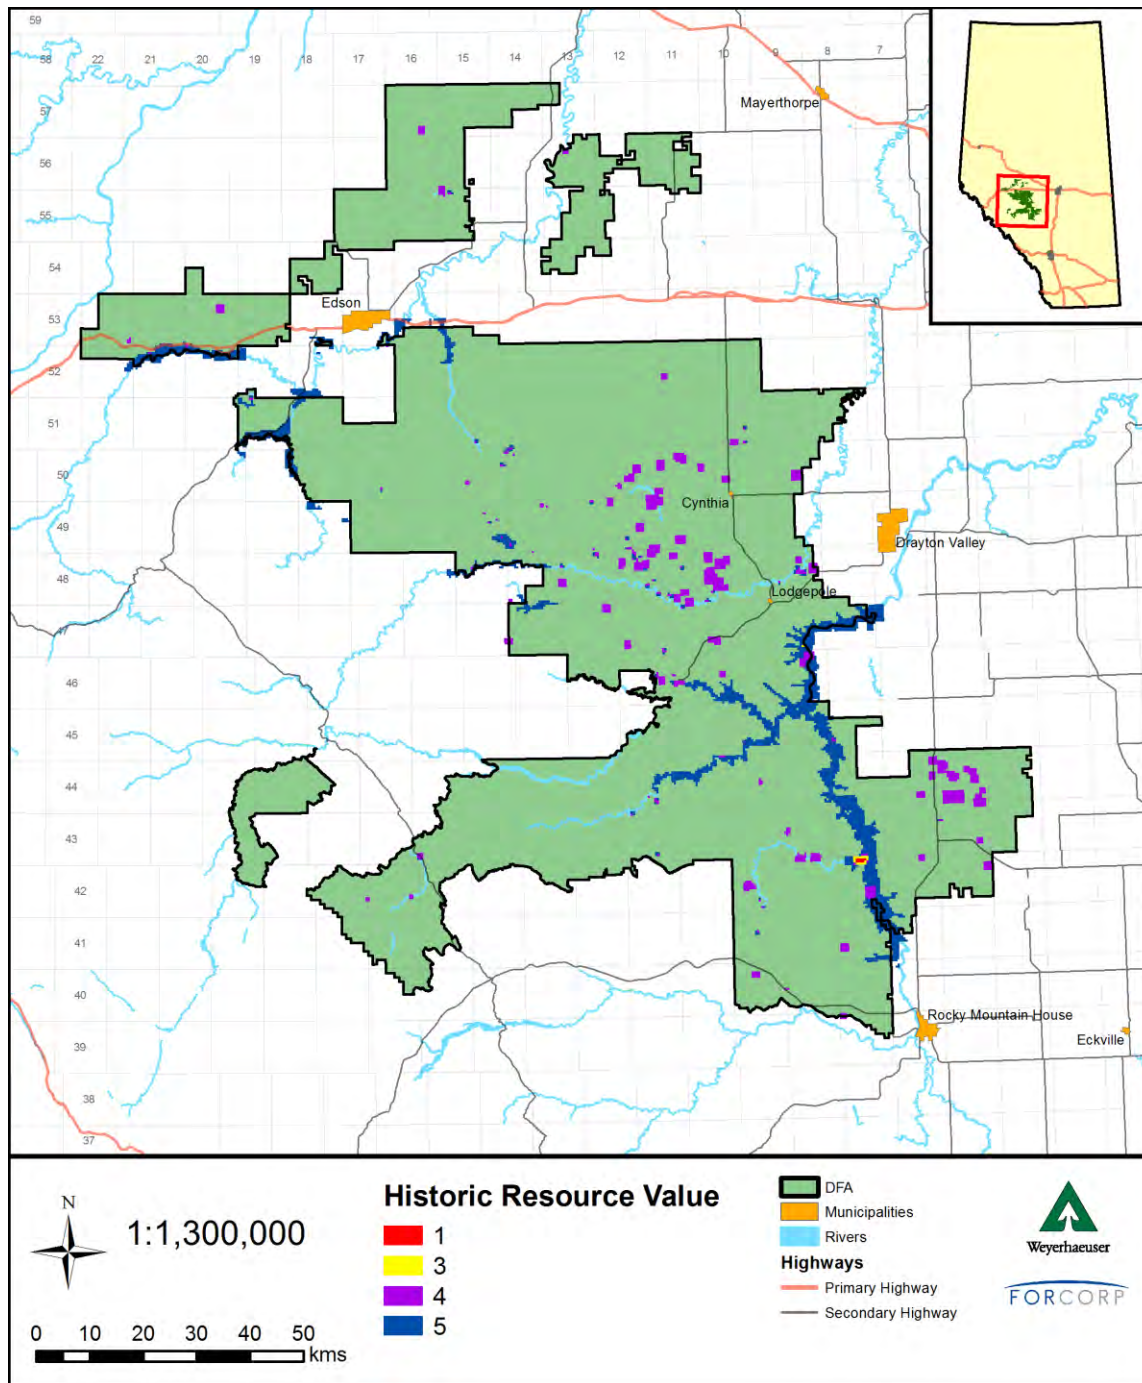 59
58
22
21
20
19
18
17
16
15
14
13
12
11
10
9
8
7
57
56
55
54
53
52
51
50
49
48
47
46
45
44
43
42
41
40
39
38
37
Mayerthorpe
Edson
Cynthia
Drayton Valley
Lodgepole
Rocky Mountain House
Eckville
N
1:1,300,000
0 10 20 30 40 50
kms
Historic Resource Value
1
3
4
5
DFA
Municipalities
Rivers
Highways
Primary Highway
Secondary Highway
Weyerhaeuser
FORCORP